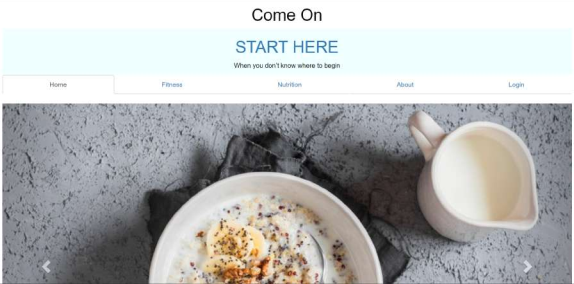 Come On
START HERE
When you don't know where to begin
Home Fitness Nutrition About Login